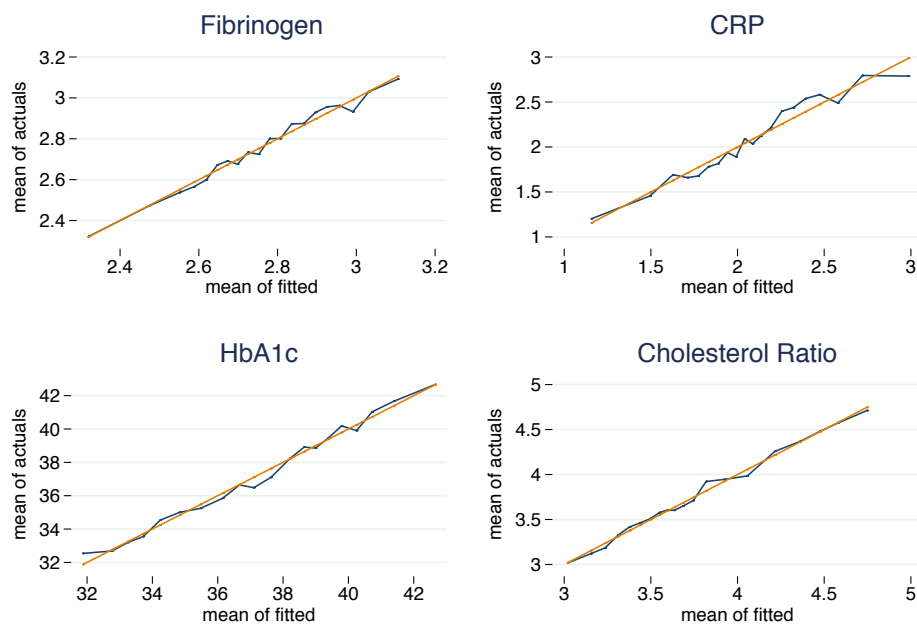 Fibrinogen
mean of actuals
3.2
3
2.8
2.6
2.4
2.4 2.6 2.8 3 3.2
mean of fitted
CRP
mean of actuals
3
2.5
2
1.5
1
1 1.5 2 2.5 3
mean of fitted
HbA1c
mean of actuals
42
40
38
36
34
32
32 34 36 38 40 42
mean of fitted
Cholesterol Ratio
mean of actuals
5
4.5
4
3.5
3
3 3.5 4 4.5 5
mean of fitted